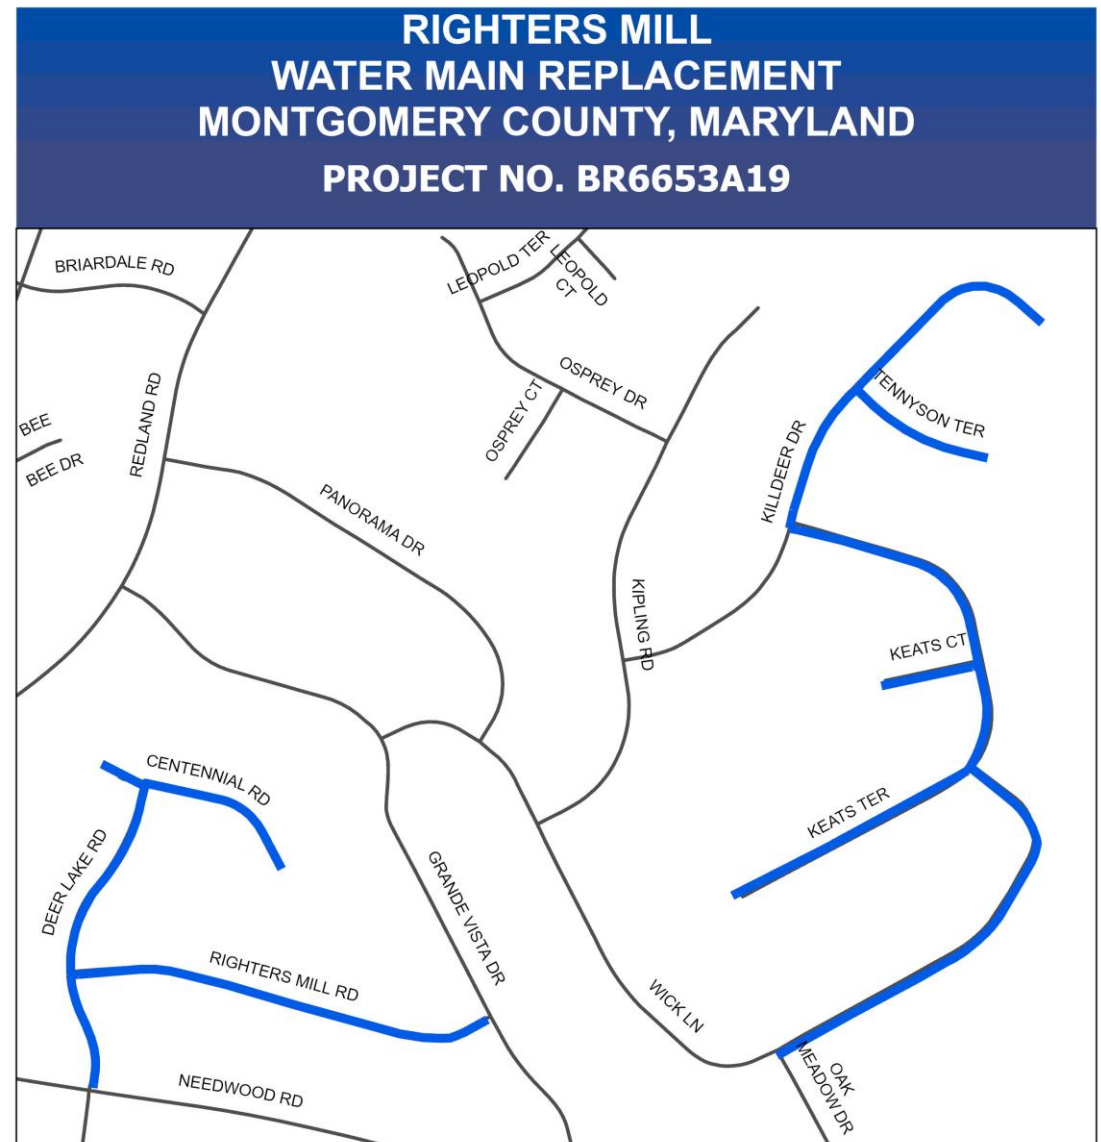 RIGHTERS MILL
WATER MAIN REPLACEMENT
MONTGOMERY COUNTY, MARYLAND
PROJECT NO. BR6653A19
BRIARDALE RD
LEOPOLD TER
LEOPOLD
CT
REDLAND RD
OSPREY DR
OSPREY CT
TENNYSON TER
BEE
BEE DR
KILLDEER DR
PANORAMA DR
KIPLING RD
KEATS CT
CENTENNIAL RD
KEATS TER
DEER LAKE RD
GRANDE VISTA DR
RIGHTERS MILL RD
WICK LN
OAK
MEADOW DR
NEEDWOOD RD